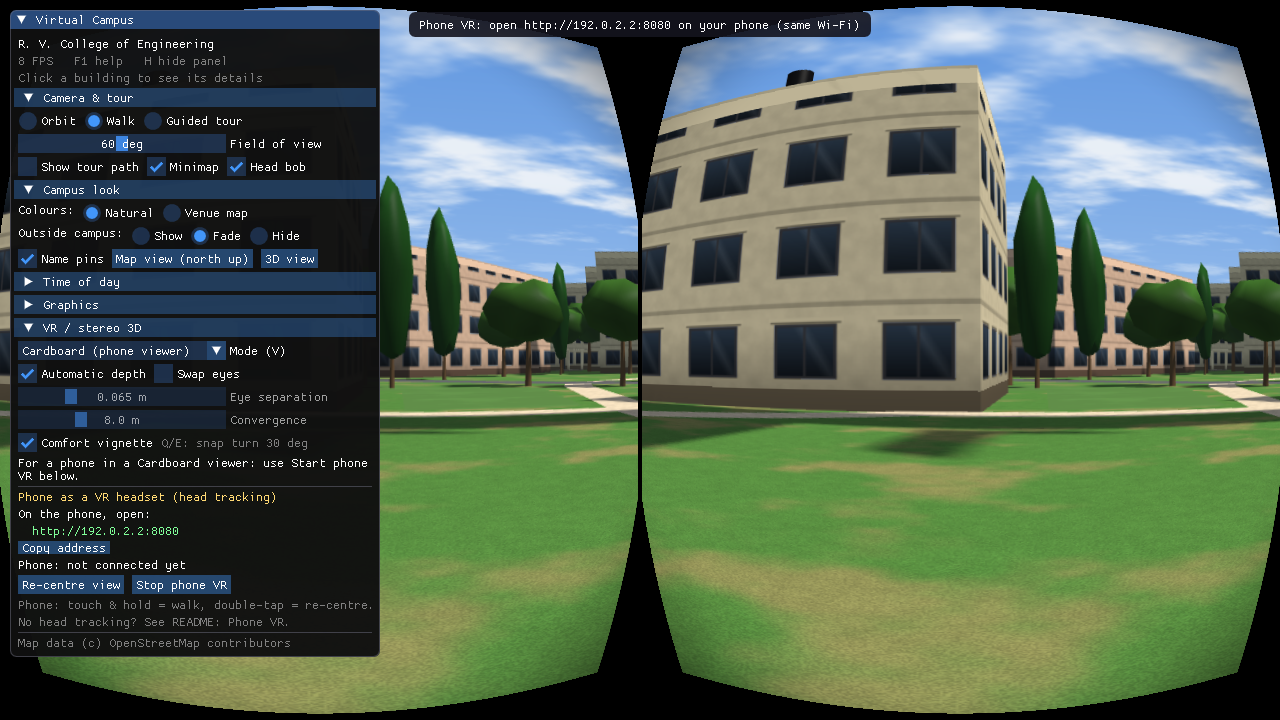 Virtual Campus
Phone VR: open http://192.0.2.2:8080 on your phone (same Wi-Fi)
R. V. College of Engineering
8 FPS F1 help H hide panel
Click a building to see its details
Camera & tour
Orbit Walk Guided tour
60 deg Field of view
Show tour path Minimap Head bob
Campus look
Colours: Natural Venue map
Outside campus: Show Fade Hide
Name pins Map view (north up) 3D view
Time of day
Graphics
VR / stereo 3D
Cardboard (phone viewer) Mode (V)
Automatic depth Swap eyes
0.065 m Eye separation
8.0 m Convergence
Comfort vignette Q/E: snap turn 30 deg
For a phone in a Cardboard viewer: use Start phone
VR below.
Phone as a VR headset (head tracking)
On the phone, open:
http://192.0.2.2:8080
Copy address
Phone: not connected yet
Re-centre view Stop phone VR
Phone: touch & hold = walk, double-tap = re-centre.
No head tracking? See README: Phone VR.
Map data (c) OpenStreetMap contributors